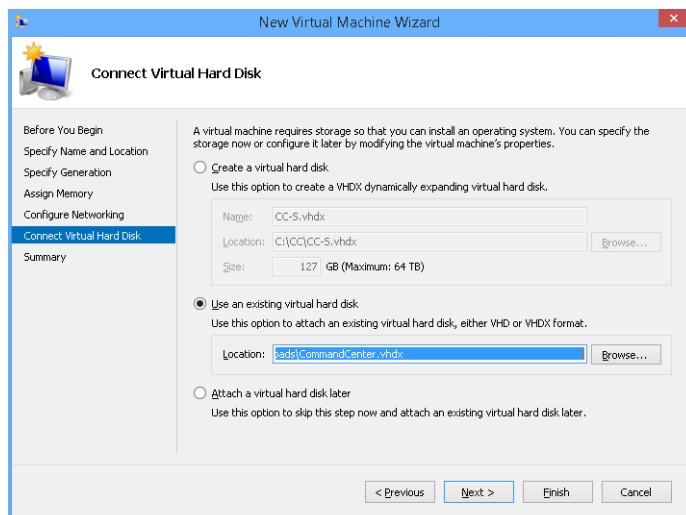 New Virtual Machine Wizard
Connect Virtual Hard Disk
Before You Begin
Specify Name and Location
Specify Generation
Assign Memory
Configure Networking
Connect Virtual Hard Disk
Summary
A virtual machine requires storage so that you can install an operating system. You can specify the
storage now or configure it later by modifying the virtual machine's properties.
Create a virtual hard disk
Use this option to create a VHDX dynamically expanding virtual hard disk.
Name: CC-S.vhdx
Location: C:\CC\CC-S.vhdx Browse...
Size: 127 GB (Maximum: 64 TB)
Use an existing virtual hard disk
Use this option to attach an existing virtual hard disk, either VHD or VHDX format.
Location: oads\CommandCenter.vhdx Browse...
Attach a virtual hard disk later
Use this option to skip this step now and attach an existing virtual hard disk later.
< Previous Next > Finish Cancel